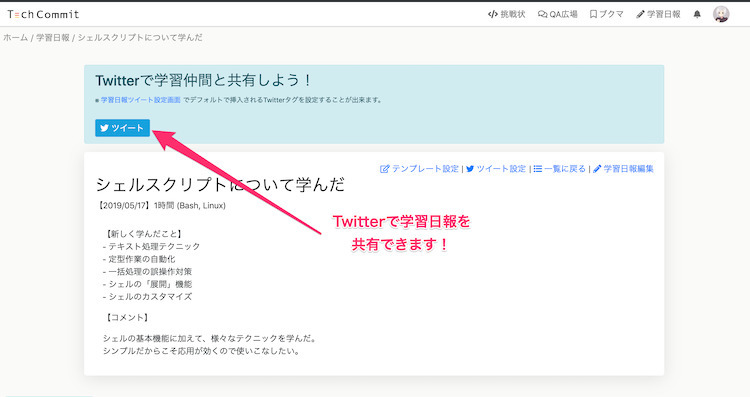 Tech Commit
挑戦状 QA広場 ブクマ 学習日報
ホーム / 学習日報 / シェルスクリプトについて学んだ
Twitterで学習仲間と共有しよう！
※ 学習日報ツイート設定画面 でデフォルトで挿入されるTwitterタグを設定することが出来ます。
ツイート
テンプレート設定 | ツイート設定 | 一覧に戻る | 学習日報編集
シェルスクリプトについて学んだ
【2019/05/17】1時間 (Bash, Linux)
Twitterで学習日報を
共有できます！
【新しく学んだこと】
- テキスト処理テクニック
- 定型作業の自動化
- 一括処理の誤操作対策
- シェルの「展開」機能
- シェルのカスタマイズ
【コメント】
シェルの基本機能に加えて、様々なテクニックを学んだ。
シンプルだからこそ応用が効くので使いこなしたい。